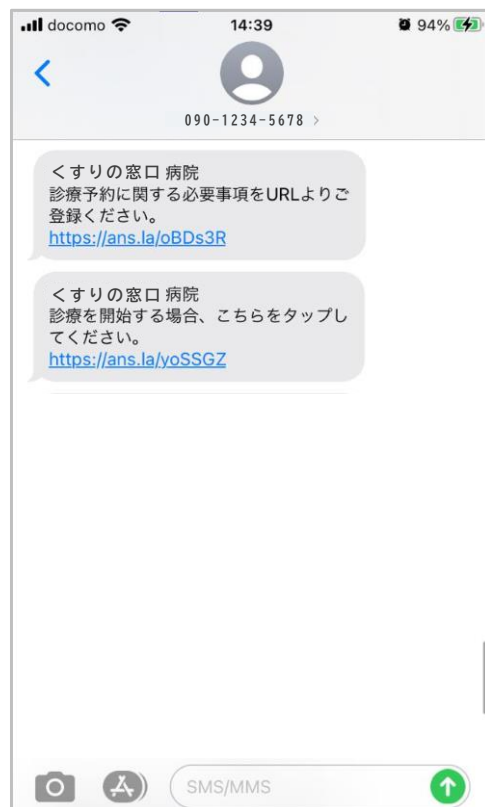 docomo 14:39 94%
090-1234-5678 >
くすりの窓口 病院
診療予約に関する必要事項をURLよりご
登録ください。
https://ans.la/oBDs3R
くすりの窓口 病院
診療を開始する場合、こちらをタップし
てください。
https://ans.la/yoSSGZ
SMS/MMS